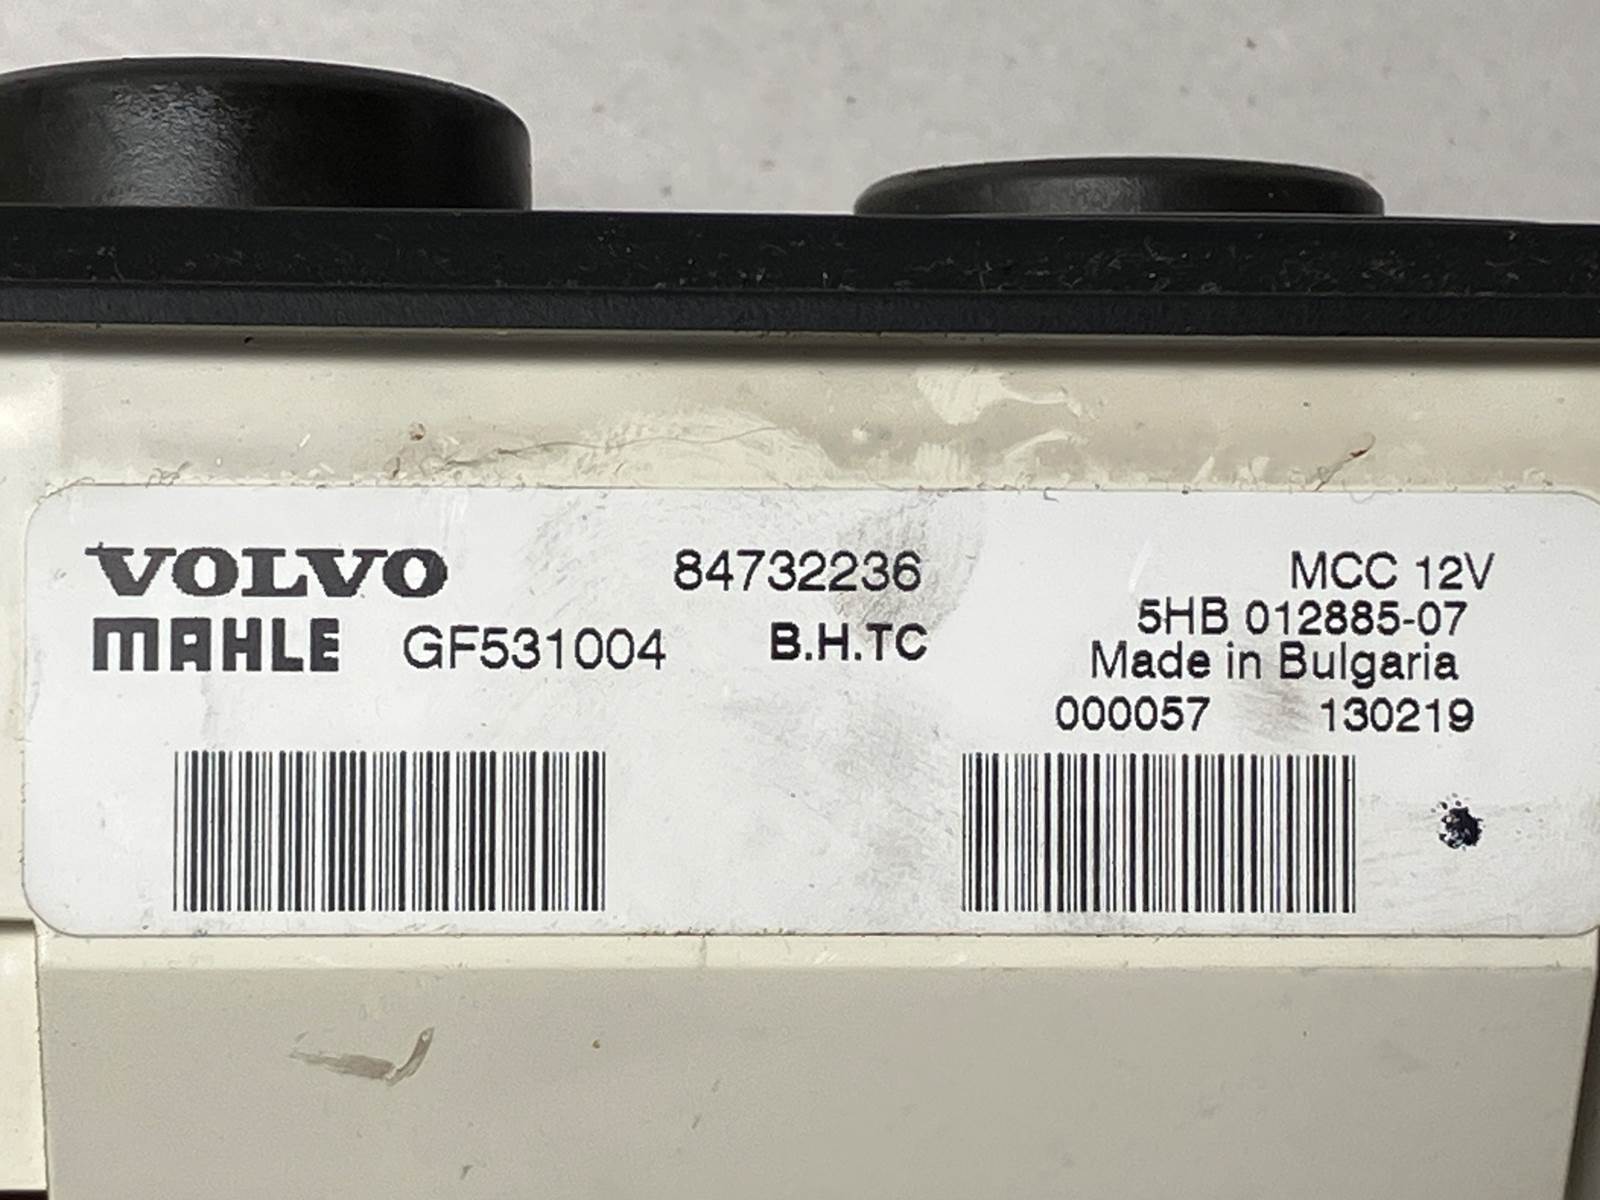 VOLVO 84732236 MCC 12V
5HB 012885-07
MAHLE GF531004 B.H.TC
Made in Bulgaria
000057 130219